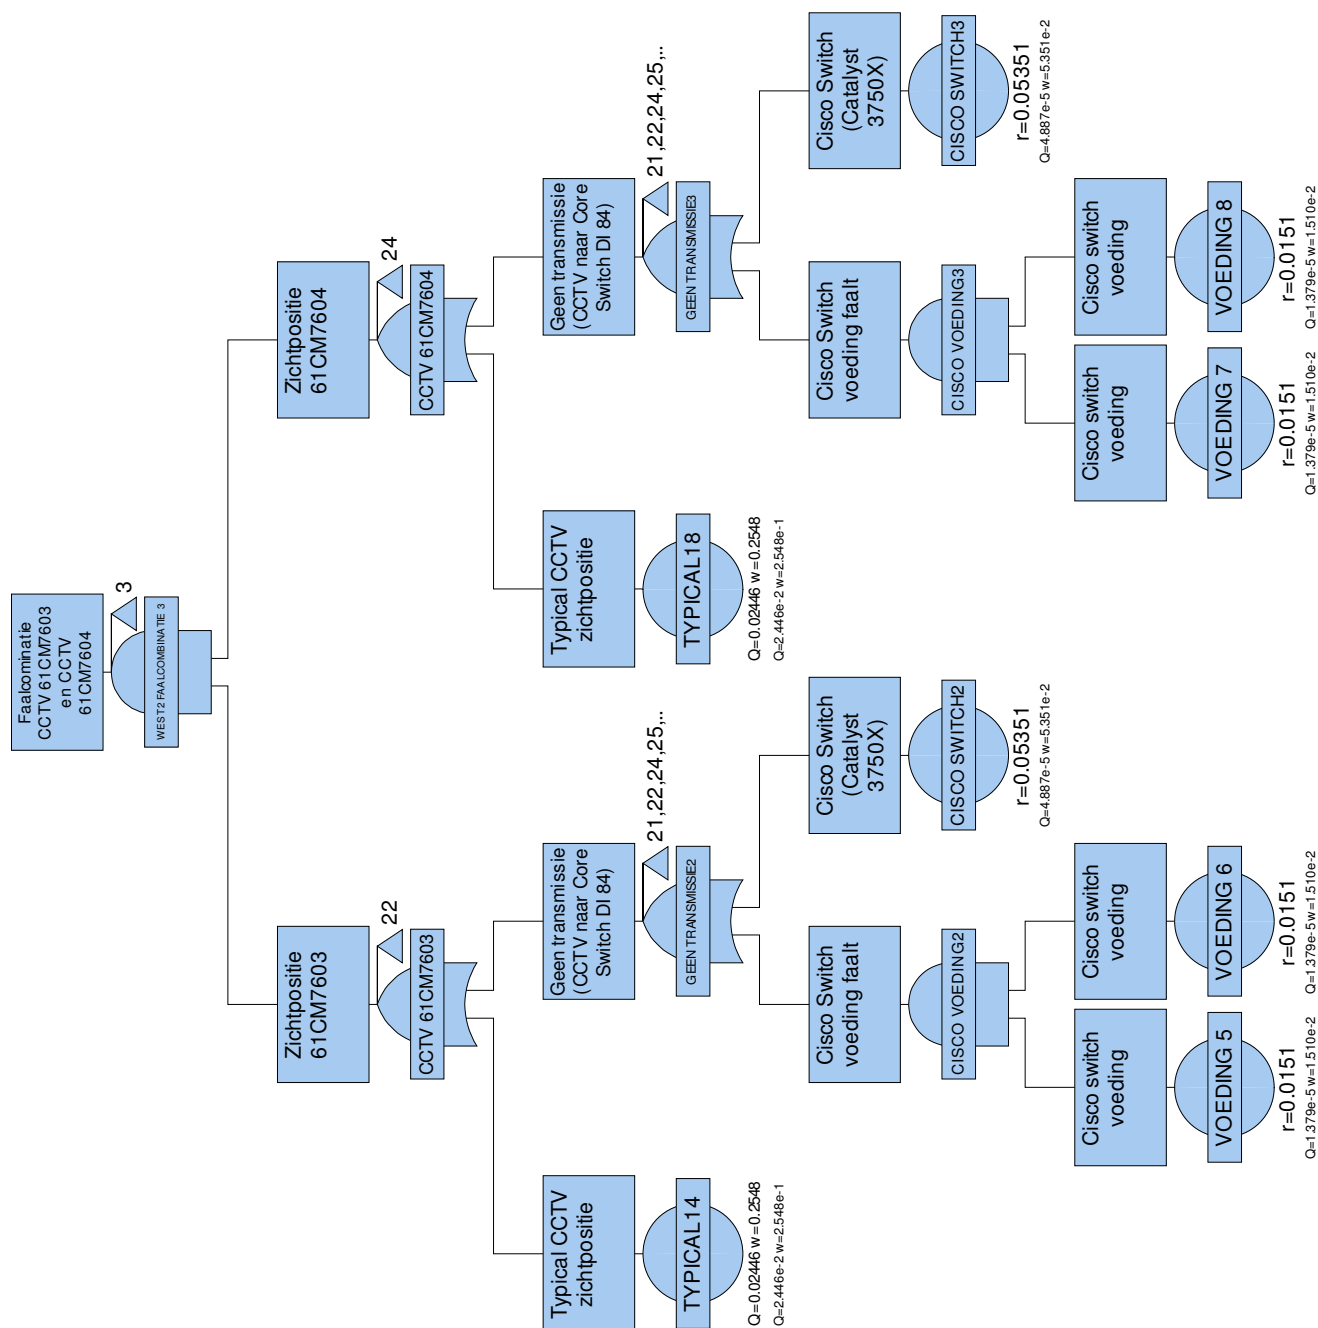 Faalcominatie
CCTV 61CM7603
en CCTV
61CM7604
3
WEST2 FAALCOMBINATIE 3
Zichtpositie
61CM7603
22
CCTV 61CM7603
Zichtpositie
61CM7604
24
CCTV 61CM7604
Typical CCTV
zichtpositie
TYPICAL14
Q=0.02446 w=0.2548
Q=2.446e-2 w=2.548e-1
Geen transmissie
(CCTV naar Core
Switch DI 84)
21,22,24,25,..
GEEN TRANSMISSIE2
Typical CCTV
zichtpositie
TYPICAL18
Q=0.02446 w=0.2548
Q=2.446e-2 w=2.548e-1
Geen transmissie
(CCTV naar Core
Switch DI 84)
21,22,24,25,..
GEEN TRANSMISSIE3
Cisco Switch
voeding faalt
CISCO VOEDING2
Cisco Switch
(Catalyst
3750X)
CISCO SWITCH2
r=0.05351
Q=4.887e-5 w=5.351e-2
Cisco Switch
voeding faalt
CISCO VOEDING3
Cisco Switch
(Catalyst
3750X)
CISCO SWITCH3
r=0.05351
Q=4.887e-5 w=5.351e-2
Cisco switch
voeding
VOEDING 5
r=0.0151
Q=1.379e-5 w=1.510e-2
Cisco switch
voeding
VOEDING 6
r=0.0151
Q=1.379e-5 w=1.510e-2
Cisco switch
voeding
VOEDING 7
r=0.0151
Q=1.379e-5 w=1.510e-2
Cisco switch
voeding
VOEDING 8
r=0.0151
Q=1.379e-5 w=1.510e-2